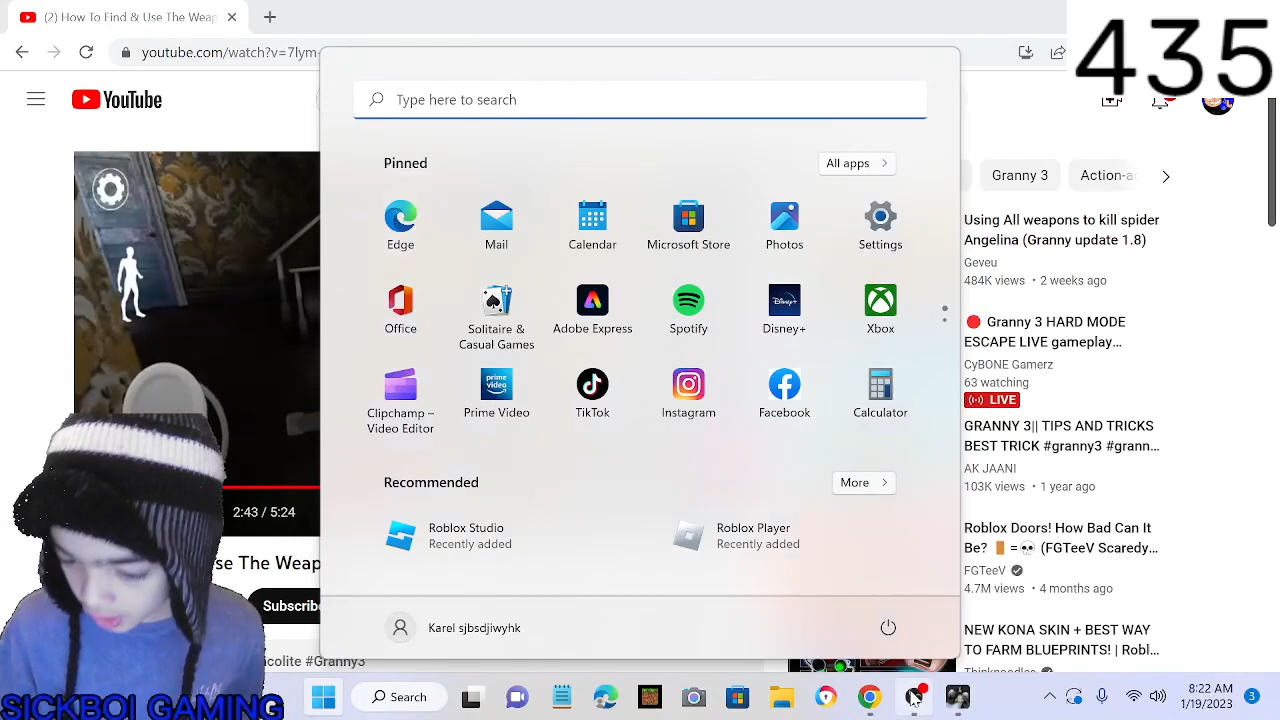 (2) How To Find & Use The Weap
youtube.com/watch?v=7lym-
435
YouTube
Type here to search
Pinned
All apps
Edge
Mail
Calendar
Microsoft Store
Photos
Settings
Office
Solitaire & Casual Games
Adobe Express
Spotify
Disney+
Xbox
Clipchamp – Video Editor
Prime Video
TikTok
Instagram
Facebook
Calculator
Recommended
More
Roblox Studio
Recently added
Roblox Player
Recently added
Karel sjbsdjiwyhk
Granny 3
Action-a
Using All weapons to kill spider
Angelina (Granny update 1.8)
Geveu
484K views • 2 weeks ago
Granny 3 HARD MODE
ESCAPE LIVE gameplay…
CyBONE Gamerz
63 watching
LIVE
GRANNY 3|| TIPS AND TRICKS
BEST TRICK #granny3 #grann…
AK JAANI
103K views • 1 year ago
Roblox Doors! How Bad Can It
Be? 🚪=💀 (FGTeeV Scaredy…
FGTeeV
4.7M views • 4 months ago
NEW KONA SKIN + BEST WAY
TO FARM BLUEPRINTS! | Robl…
Thinknoodles
2:43 / 5:24
se The Weap
Subscribe
icolite #Granny3
SICKBOI GAMING
Search
8:22 AM
1/19/2023
3